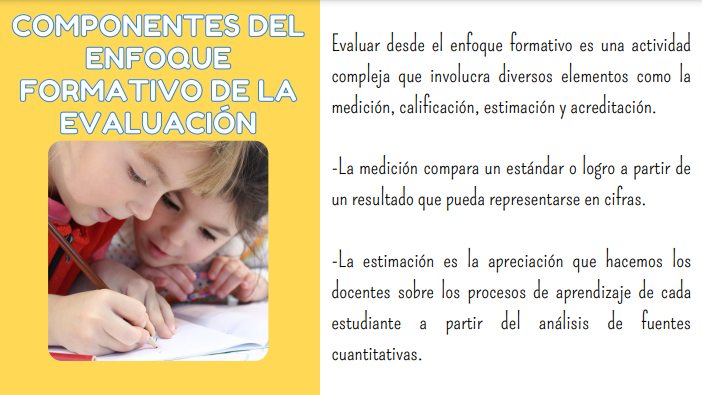 COMPONENTES DEL
ENFOQUE
FORMATIVO DE LA
EVALUACIÓN
Evaluar desde el enfoque formativo es una actividad
compleja que involucra diversos elementos como la
medición, calificación, estimación y acreditación.
-La medición compara un estándar o logro a partir de
un resultado que pueda representarse en cifras.
-La estimación es la apreciación que hacemos los
docentes sobre los procesos de aprendizaje de cada
estudiante a partir del análisis de fuentes
cuantitativas.